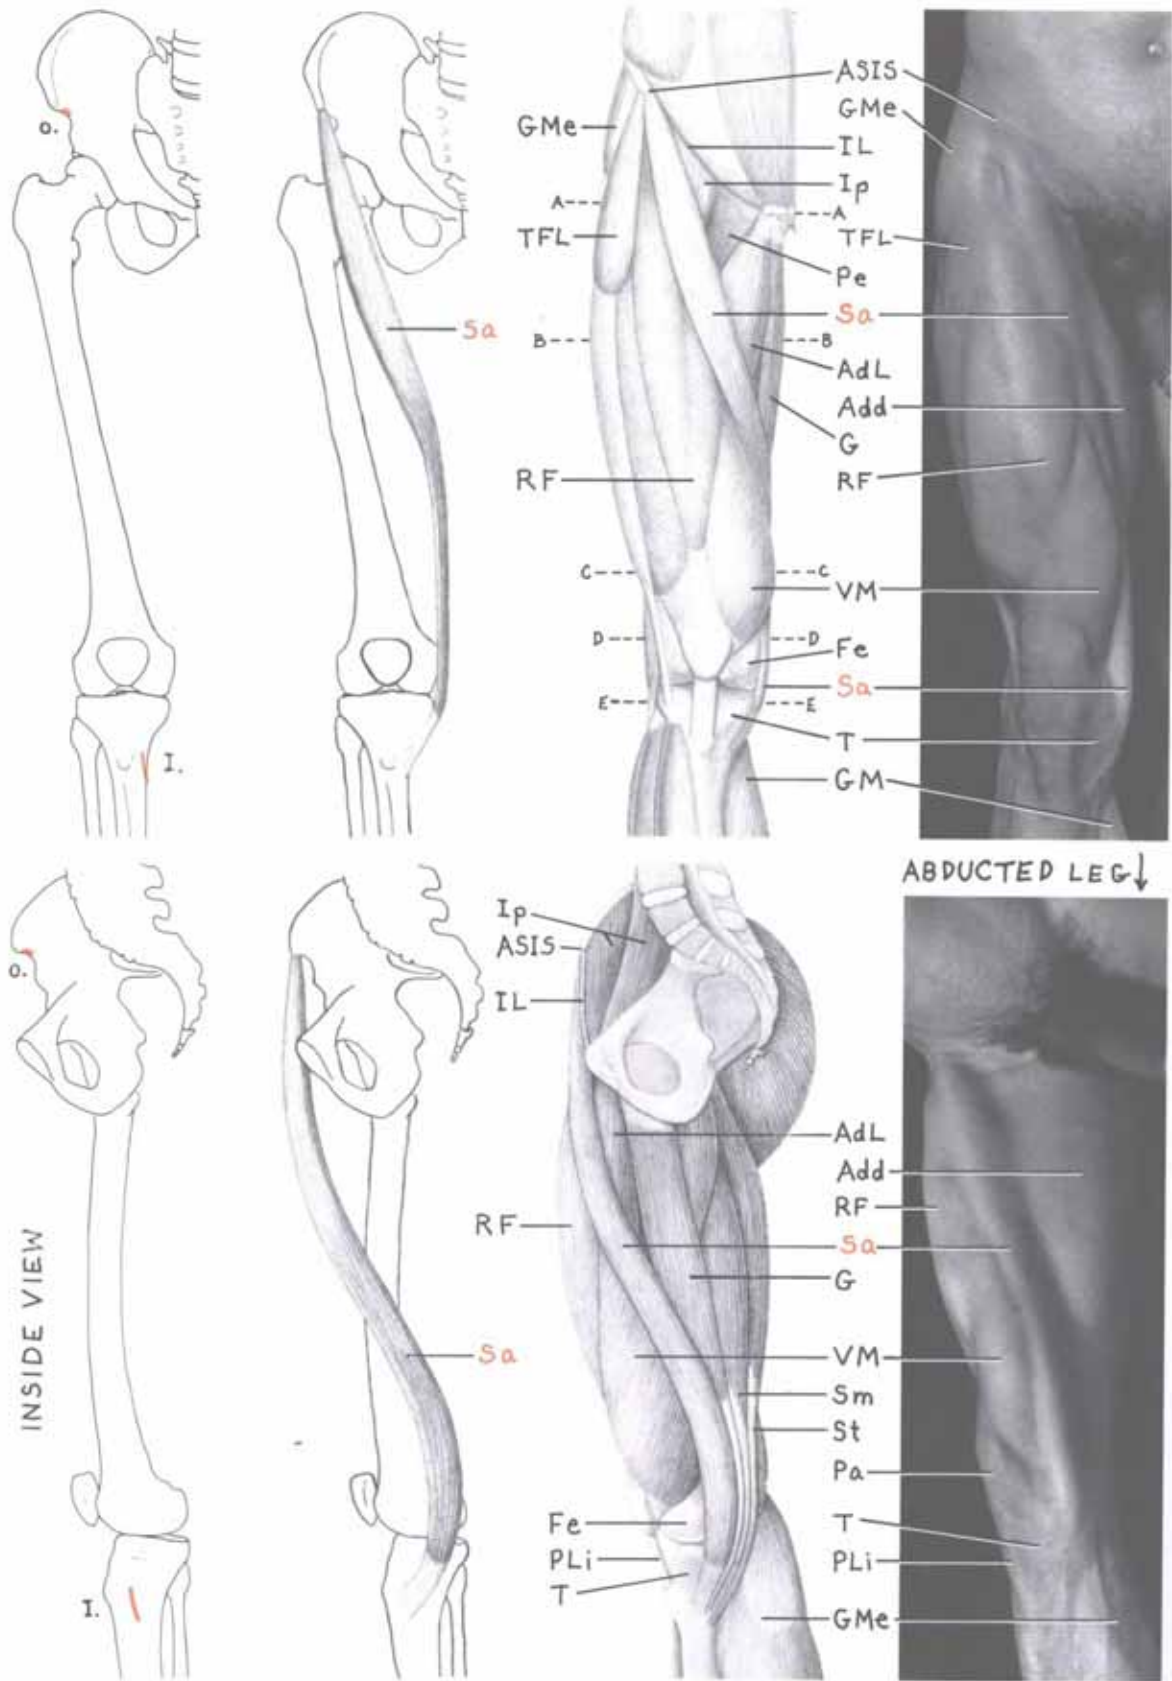 O.
I.
Sa
GMe
A
TFL
B
RF
C
D
E
ASIS
GMe
IL
Ip
A
TFL
Pe
Sa
B
AdL
Add
G
RF
C
VM
D
Fe
Sa
E
T
GM
ABDUCTED LEG↓
INSIDE VIEW
O.
I.
Sa
Ip
ASIS
IL
RF
Fe
PLi
T
AdL
Add
RF
Sa
G
VM
Sm
St
Pa
T
PLi
GMe